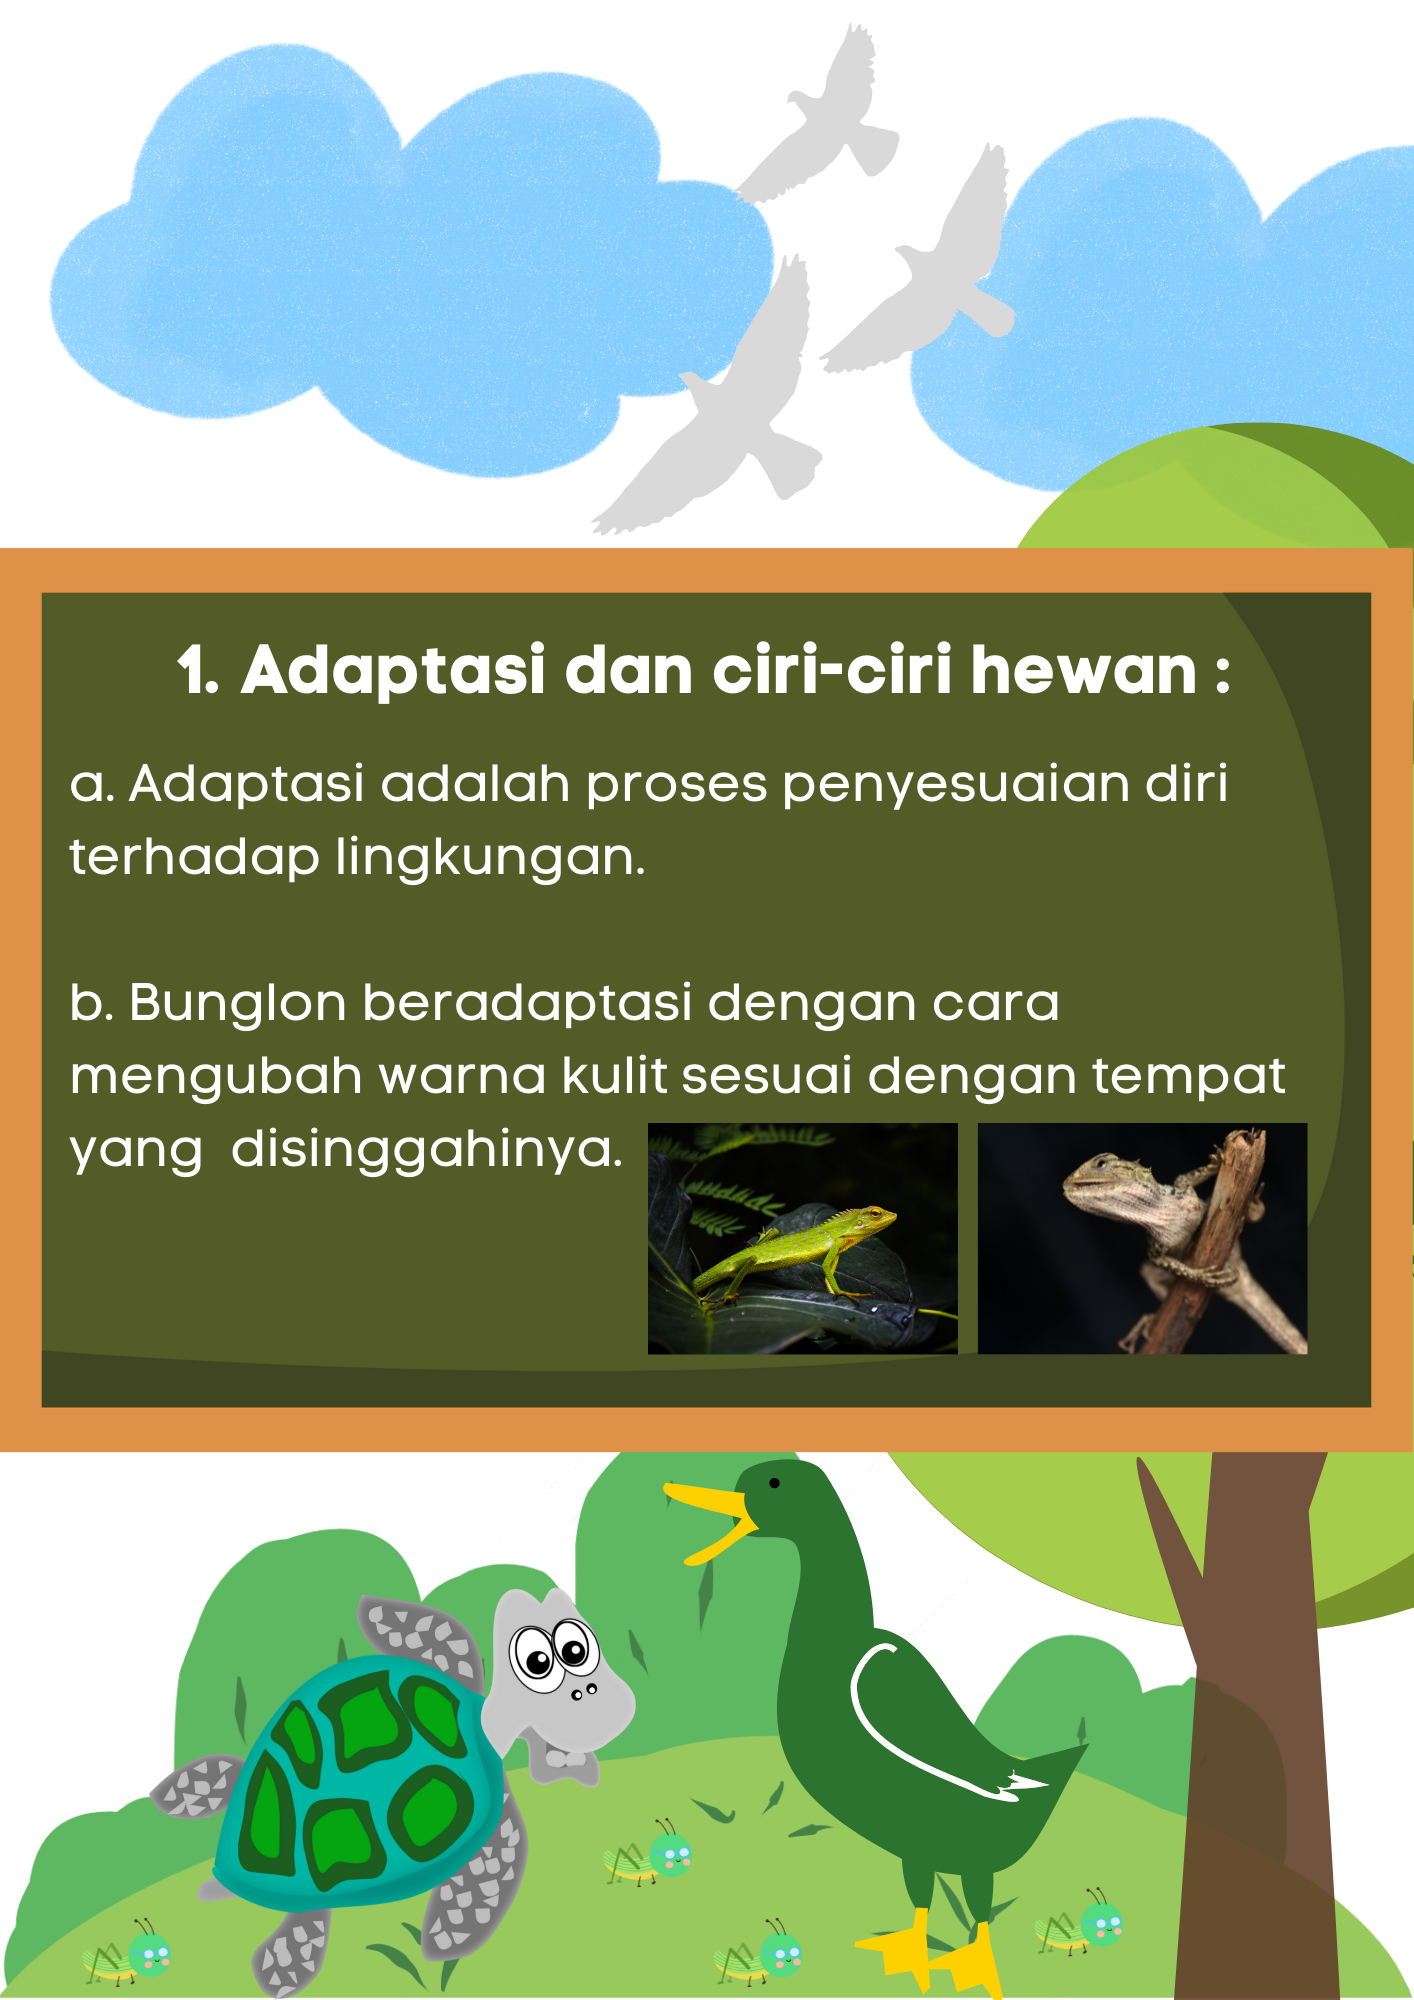 1. Adaptasi dan ciri-ciri hewan :
a. Adaptasi adalah proses penyesuaian diri
terhadap lingkungan.
b. Bunglon beradaptasi dengan cara
mengubah warna kulit sesuai dengan tempat
yang  disinggahinya.